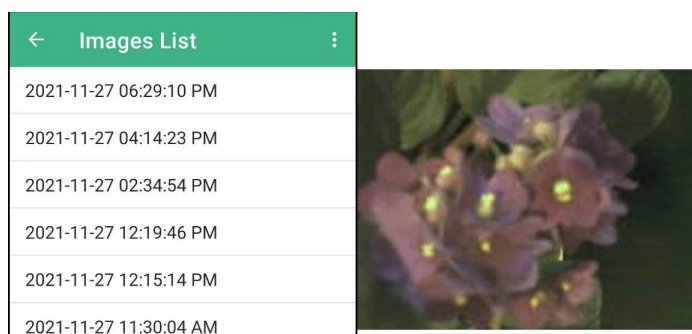 Images List
2021-11-27 06:29:10 PM
2021-11-27 04:14:23 PM
2021-11-27 02:34:54 PM
2021-11-27 12:19:46 PM
2021-11-27 12:15:14 PM
2021-11-27 11:30:04 AM